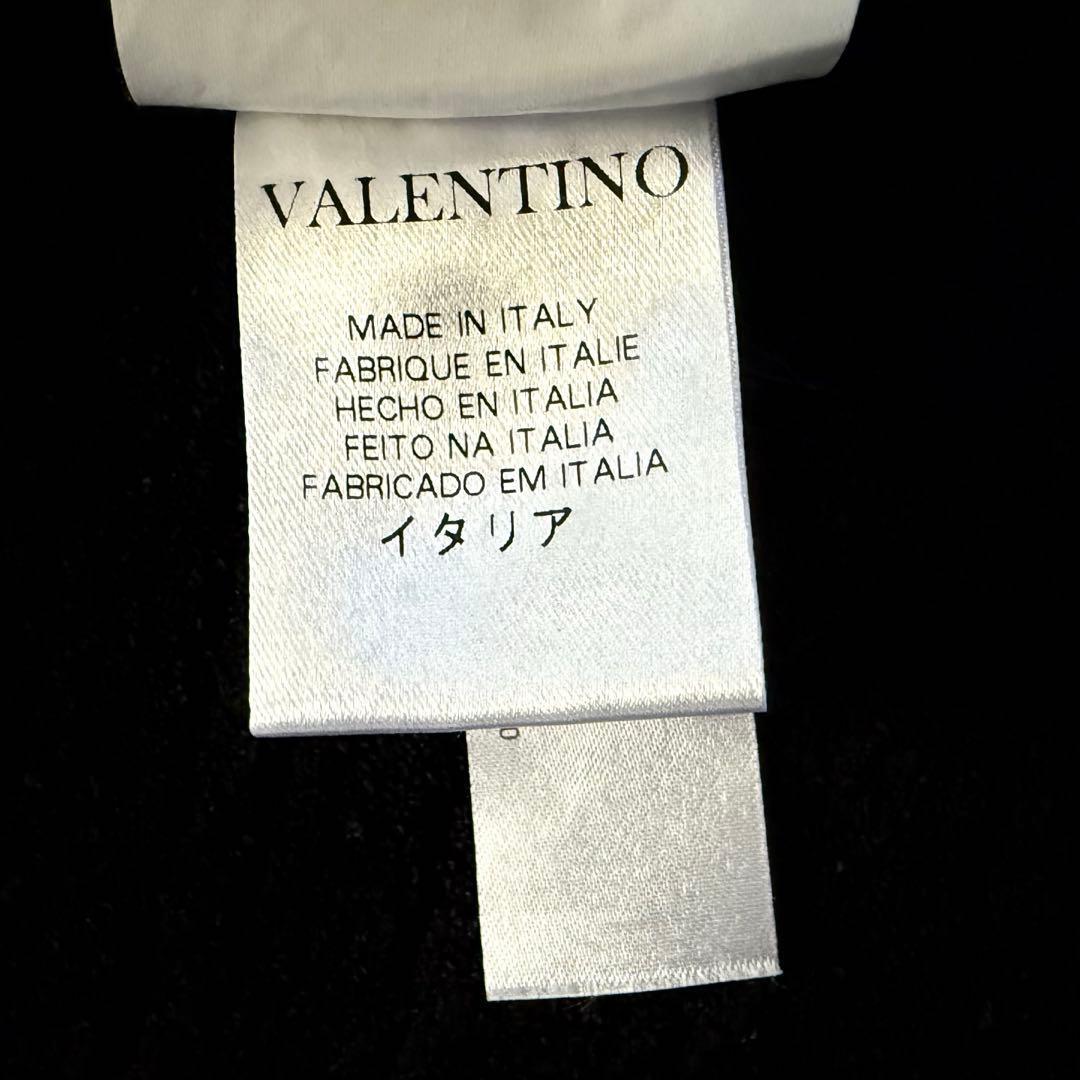 VALENTINO
MADE IN ITALY
FABRIQUE EN ITALIE
HECHO EN ITALIA
FEITO NA ITALIA
FABRICADO EM ITALIA
イタリア